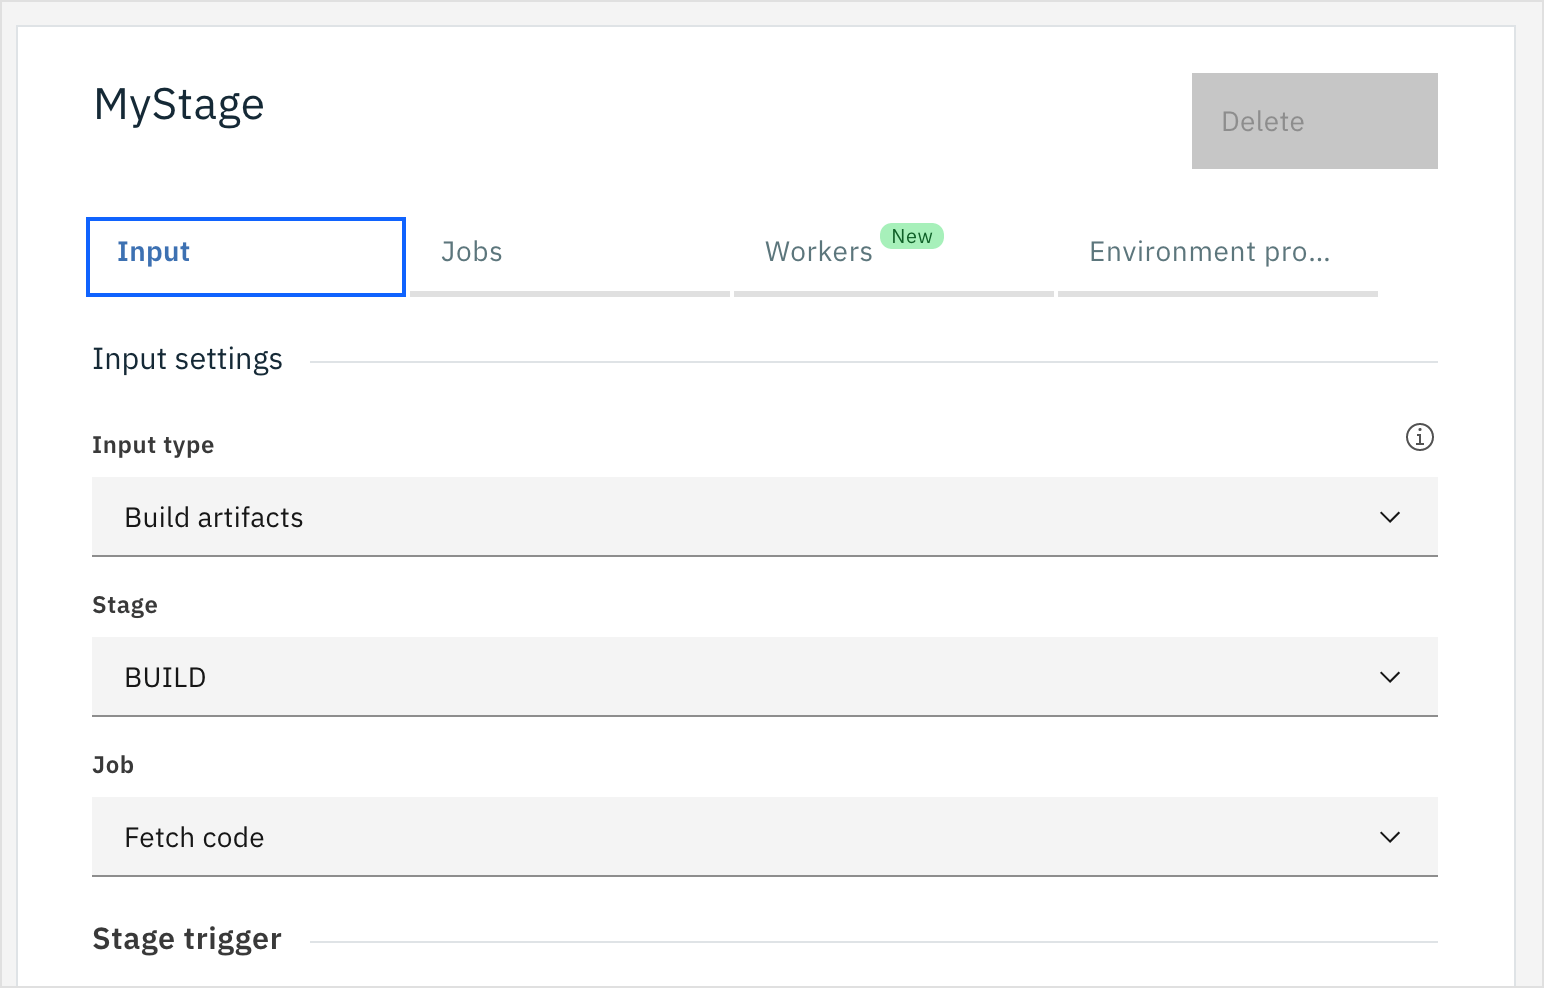 MyStage
Delete
Input
Jobs
Workers
New
Environment pro...
Input settings
Input type
Build artifacts
Stage
BUILD
Job
Fetch code
Stage trigger